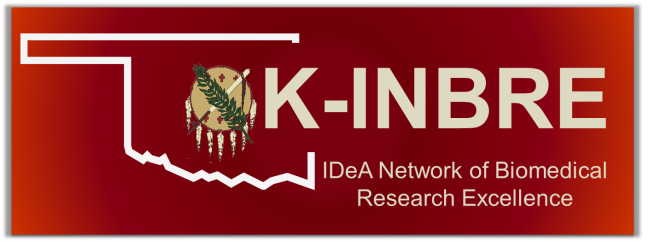 K-INBRE
IDeA Network of Biomedical
Research Excellence